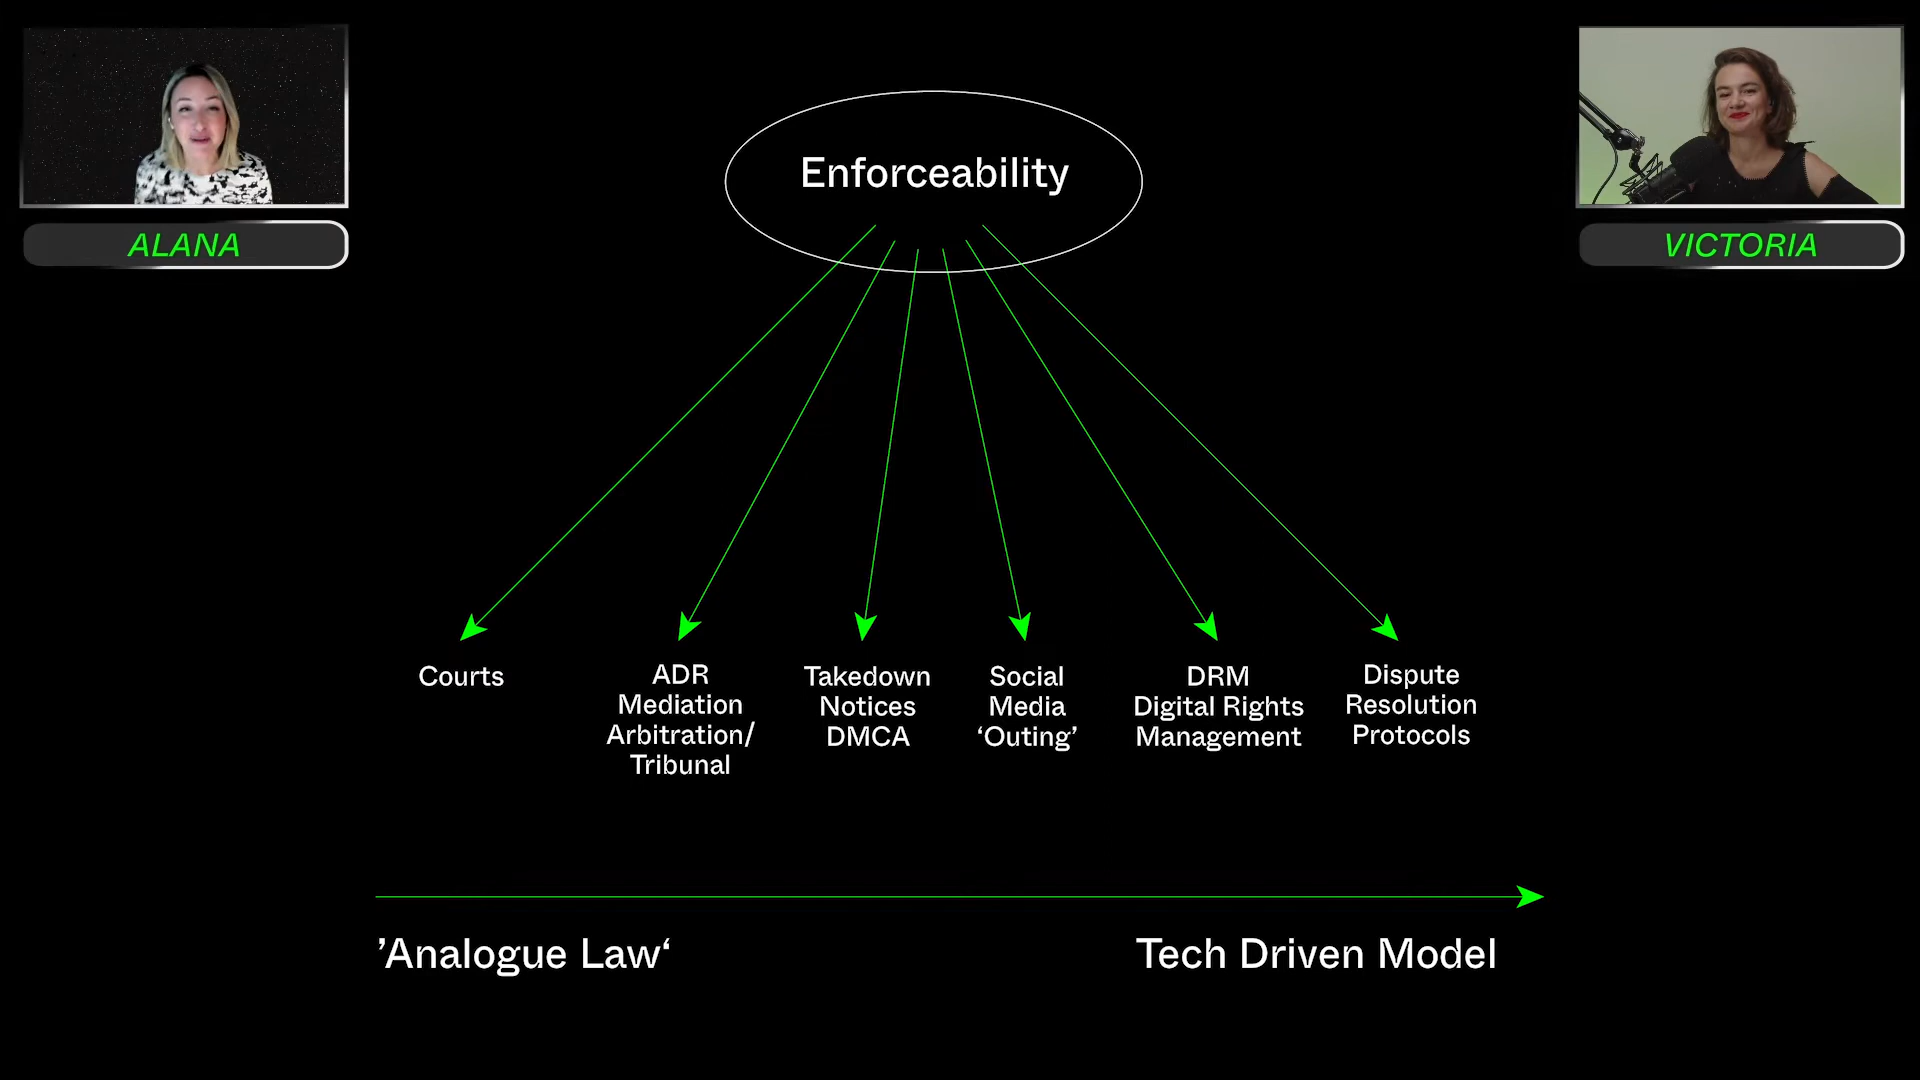 ALANA
VICTORIA
Enforceability
Courts
ADR
Mediation
Arbitration/
Tribunal
Takedown
Notices
DMCA
Social
Media
‘Outing’
DRM
Digital Rights
Management
Dispute
Resolution
Protocols
’Analogue Law‘
Tech Driven Model